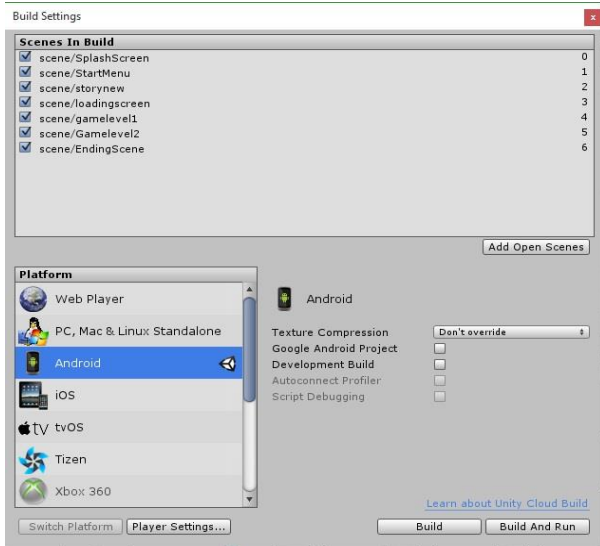 Build Settings
x
Scenes In Build
scene/SplashScreen 0
scene/StartMenu 1
scene/storynew 2
scene/loadingscreen 3
scene/gamelevel1 4
scene/Gamelevel2 5
scene/EndingScene 6
Add Open Scenes
Platform
Web Player
PC, Mac & Linux Standalone
Android
iOS
tv tvOS
Tizen
Xbox 360
Android
Texture Compression Don't override
Google Android Project
Development Build
Autoconnect Profiler
Script Debugging
Learn about Unity Cloud Build
Switch Platform Player Settings... Build Build And Run